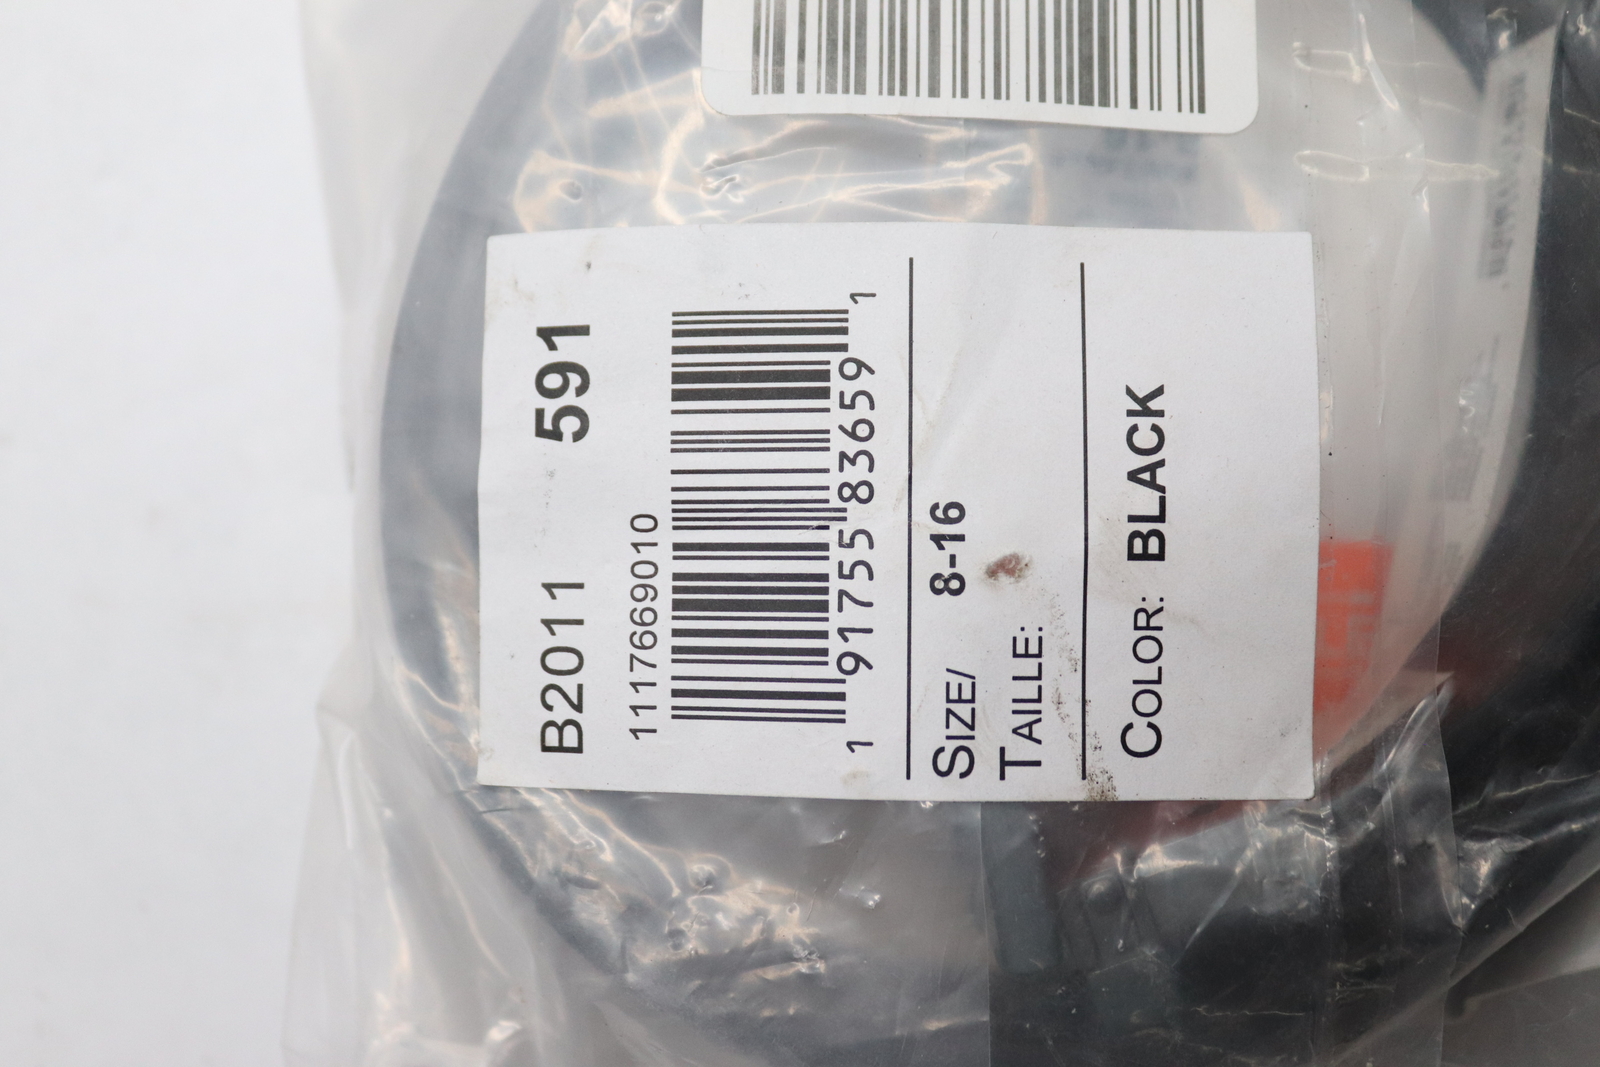 B2011 591
1117669010
1 91755 83659 1
SIZE/ 8-16
TAILLE:
COLOR: BLACK